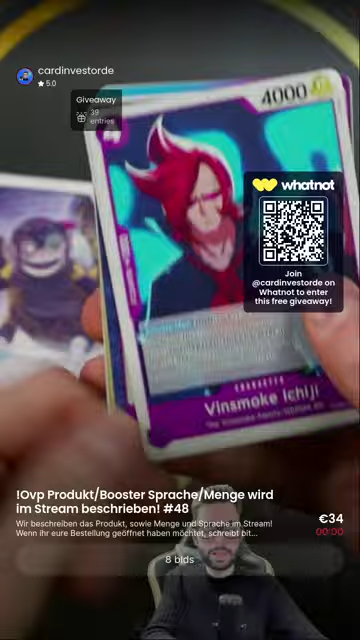 cardinvestorde
★ 5.0
Giveaway
39
entries
4000
whatnot
Join
@cardinvestorde on
Whatnot to enter
this free giveaway!
CHARACTER
Vinsmoke Ichiji
!Ovp Produkt/Booster Sprache/Menge wird
im Stream beschrieben! #48
Wir beschreiben das Produkt, sowie Menge und Sprache im Stream!
Wenn ihr eure Bestellung geöffnet haben möchtet, schreibt bit...
€34
00:00
8 bids